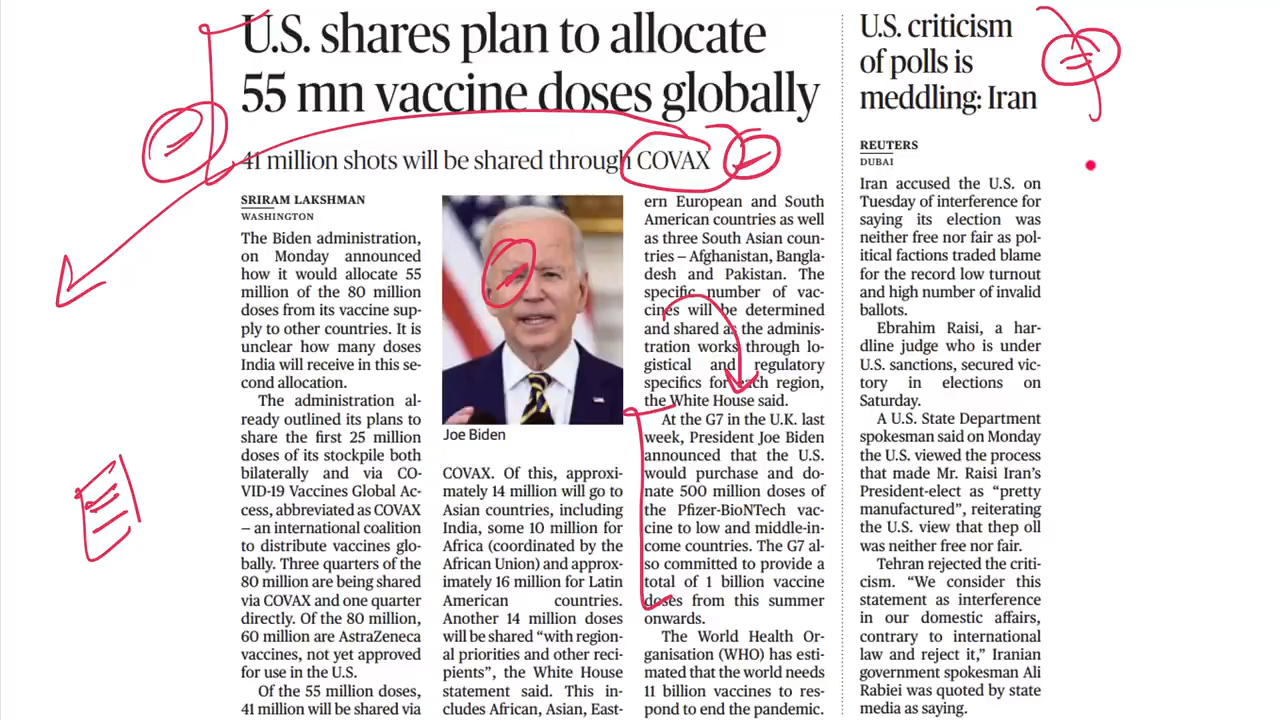 U.S. shares plan to allocate
55 mn vaccine doses globally
41 million shots will be shared through COVAX
SRIRAM LAKSHMAN
WASHINGTON
The Biden administration,
on Monday announced
how it would allocate 55
million of the 80 million
doses from its vaccine sup-
ply to other countries. It is
unclear how many doses
India will receive in this se-
cond allocation.
The administration al-
ready outlined its plans to
share the first 25 million
doses of its stockpile both
bilaterally and via CO-
VID-19 Vaccines Global Ac-
cess, abbreviated as COVAX
– an international coalition
to distribute vaccines glo-
bally. Three quarters of the
80 million are being shared
via COVAX and one quarter
directly. Of the 80 million,
60 million are AstraZeneca
vaccines, not yet approved
for use in the U.S.
Of the 55 million doses,
41 million will be shared via
Joe Biden
COVAX. Of this, approxi-
mately 14 million will go to
Asian countries, including
India, some 10 million for
Africa (coordinated by the
African Union) and approx-
imately 16 million for Latin
American countries.
Another 14 million doses
will be shared “with region-
al priorities and other reci-
pients”, the White House
statement said. This in-
cludes African, Asian, East-
ern European and South
American countries as well
as three South Asian coun-
tries – Afghanistan, Bangla-
desh and Pakistan. The
specific number of vac-
cines will be determined
and shared as the adminis-
tration works through lo-
gistical and regulatory
specifics for each region,
the White House said.
At the G7 in the U.K. last
week, President Joe Biden
announced that the U.S.
would purchase and do-
nate 500 million doses of
the Pfizer-BioNTech vac-
cine to low and middle-in-
come countries. The G7 al-
so committed to provide a
total of 1 billion vaccine
doses from this summer
onwards.
The World Health Or-
ganisation (WHO) has esti-
mated that the world needs
11 billion vaccines to res-
pond to end the pandemic.
U.S. criticism
of polls is
meddling: Iran
REUTERS
DUBAI
Iran accused the U.S. on
Tuesday of interference for
saying its election was
neither free nor fair as pol-
itical factions traded blame
for the record low turnout
and high number of invalid
ballots.
Ebrahim Raisi, a har-
dline judge who is under
U.S. sanctions, secured vic-
tory in elections on
Saturday.
A U.S. State Department
spokesman said on Monday
the U.S. viewed the process
that made Mr. Raisi Iran’s
President-elect as “pretty
manufactured”, reiterating
the U.S. view that thep oll
was neither free nor fair.
Tehran rejected the criti-
cism. “We consider this
statement as interference
in our domestic affairs,
contrary to international
law and reject it,” Iranian
government spokesman Ali
Rabiei was quoted by state
media as saying.